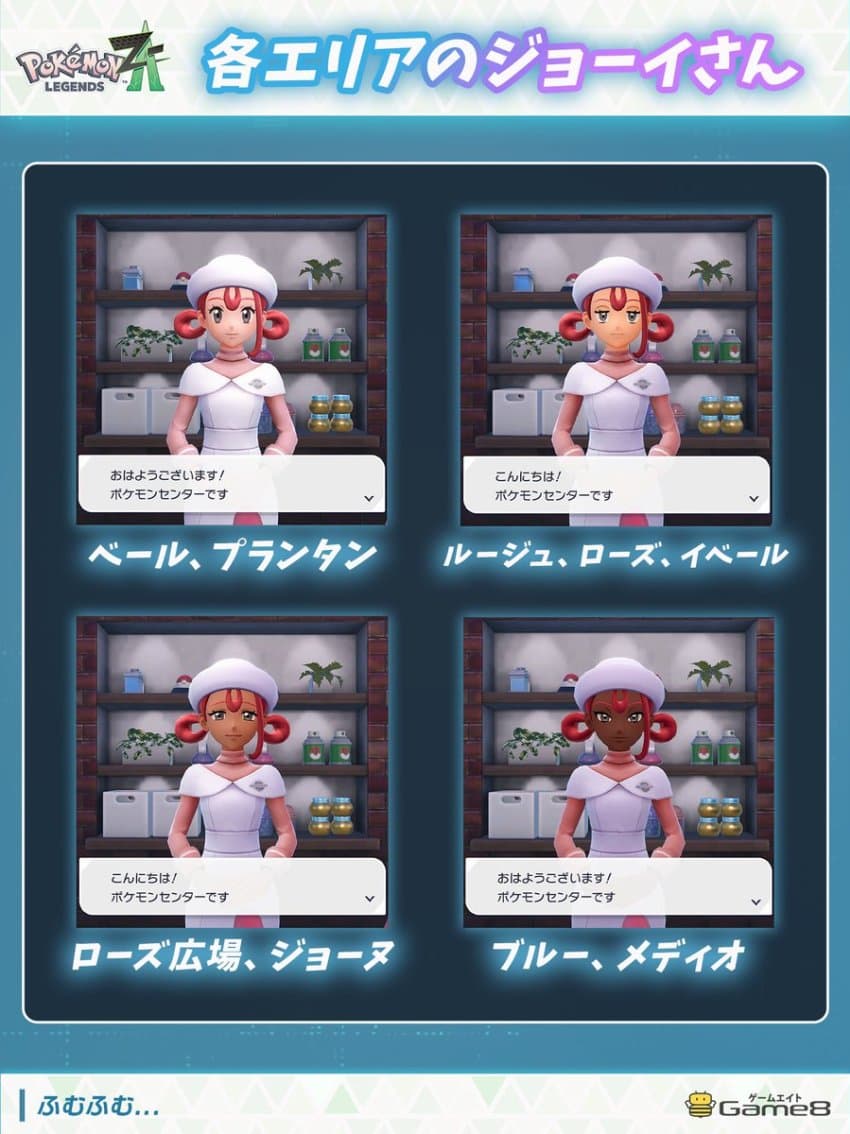 POKÉMON
LEGENDS
ZA
™
各エリアのジョーイさん
おはようございます!
ポケモンセンターです
ベール、プランタン
こんにちは!
ポケモンセンターです
ルージュ、ローズ、イベール
こんにちは!
ポケモンセンターです
ローズ広場、ジョーヌ
おはようございます!
ポケモンセンターです
ブルー、メディオ
ふむふむ...
ゲームエイト
Game8